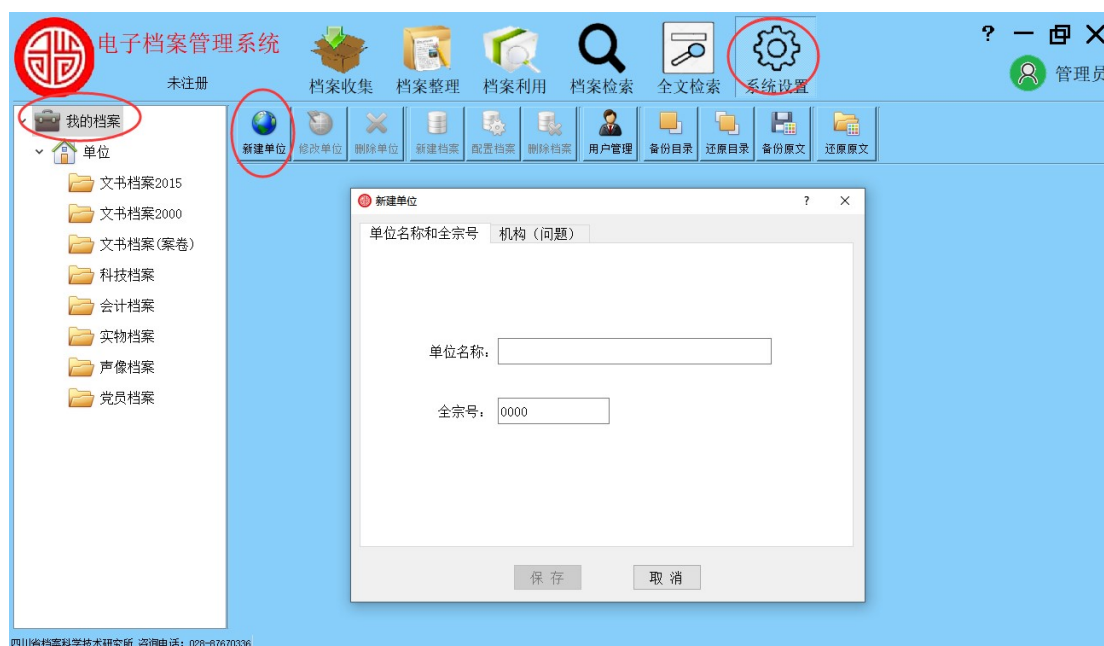 电子档案管理系统
未注册
档案收集 档案整理 档案利用 档案检索 全文检索 系统设置
? — 管理员
我的档案
新建单位 修改单位 删除单位 新建档案 配置档案 删除档案 用户管理 备份目录 还原目录 备份原文 还原原文
单位
文书档案2015
文书档案2000
文书档案(案卷)
科技档案
会计档案
实物档案
声像档案
党员档案
新建单位 ? ×
单位名称和全宗号 机构（问题）
单位名称：
全宗号： 0000
保 存 取 消
四川省档案科学技术研究所 咨询电话：028-87670336